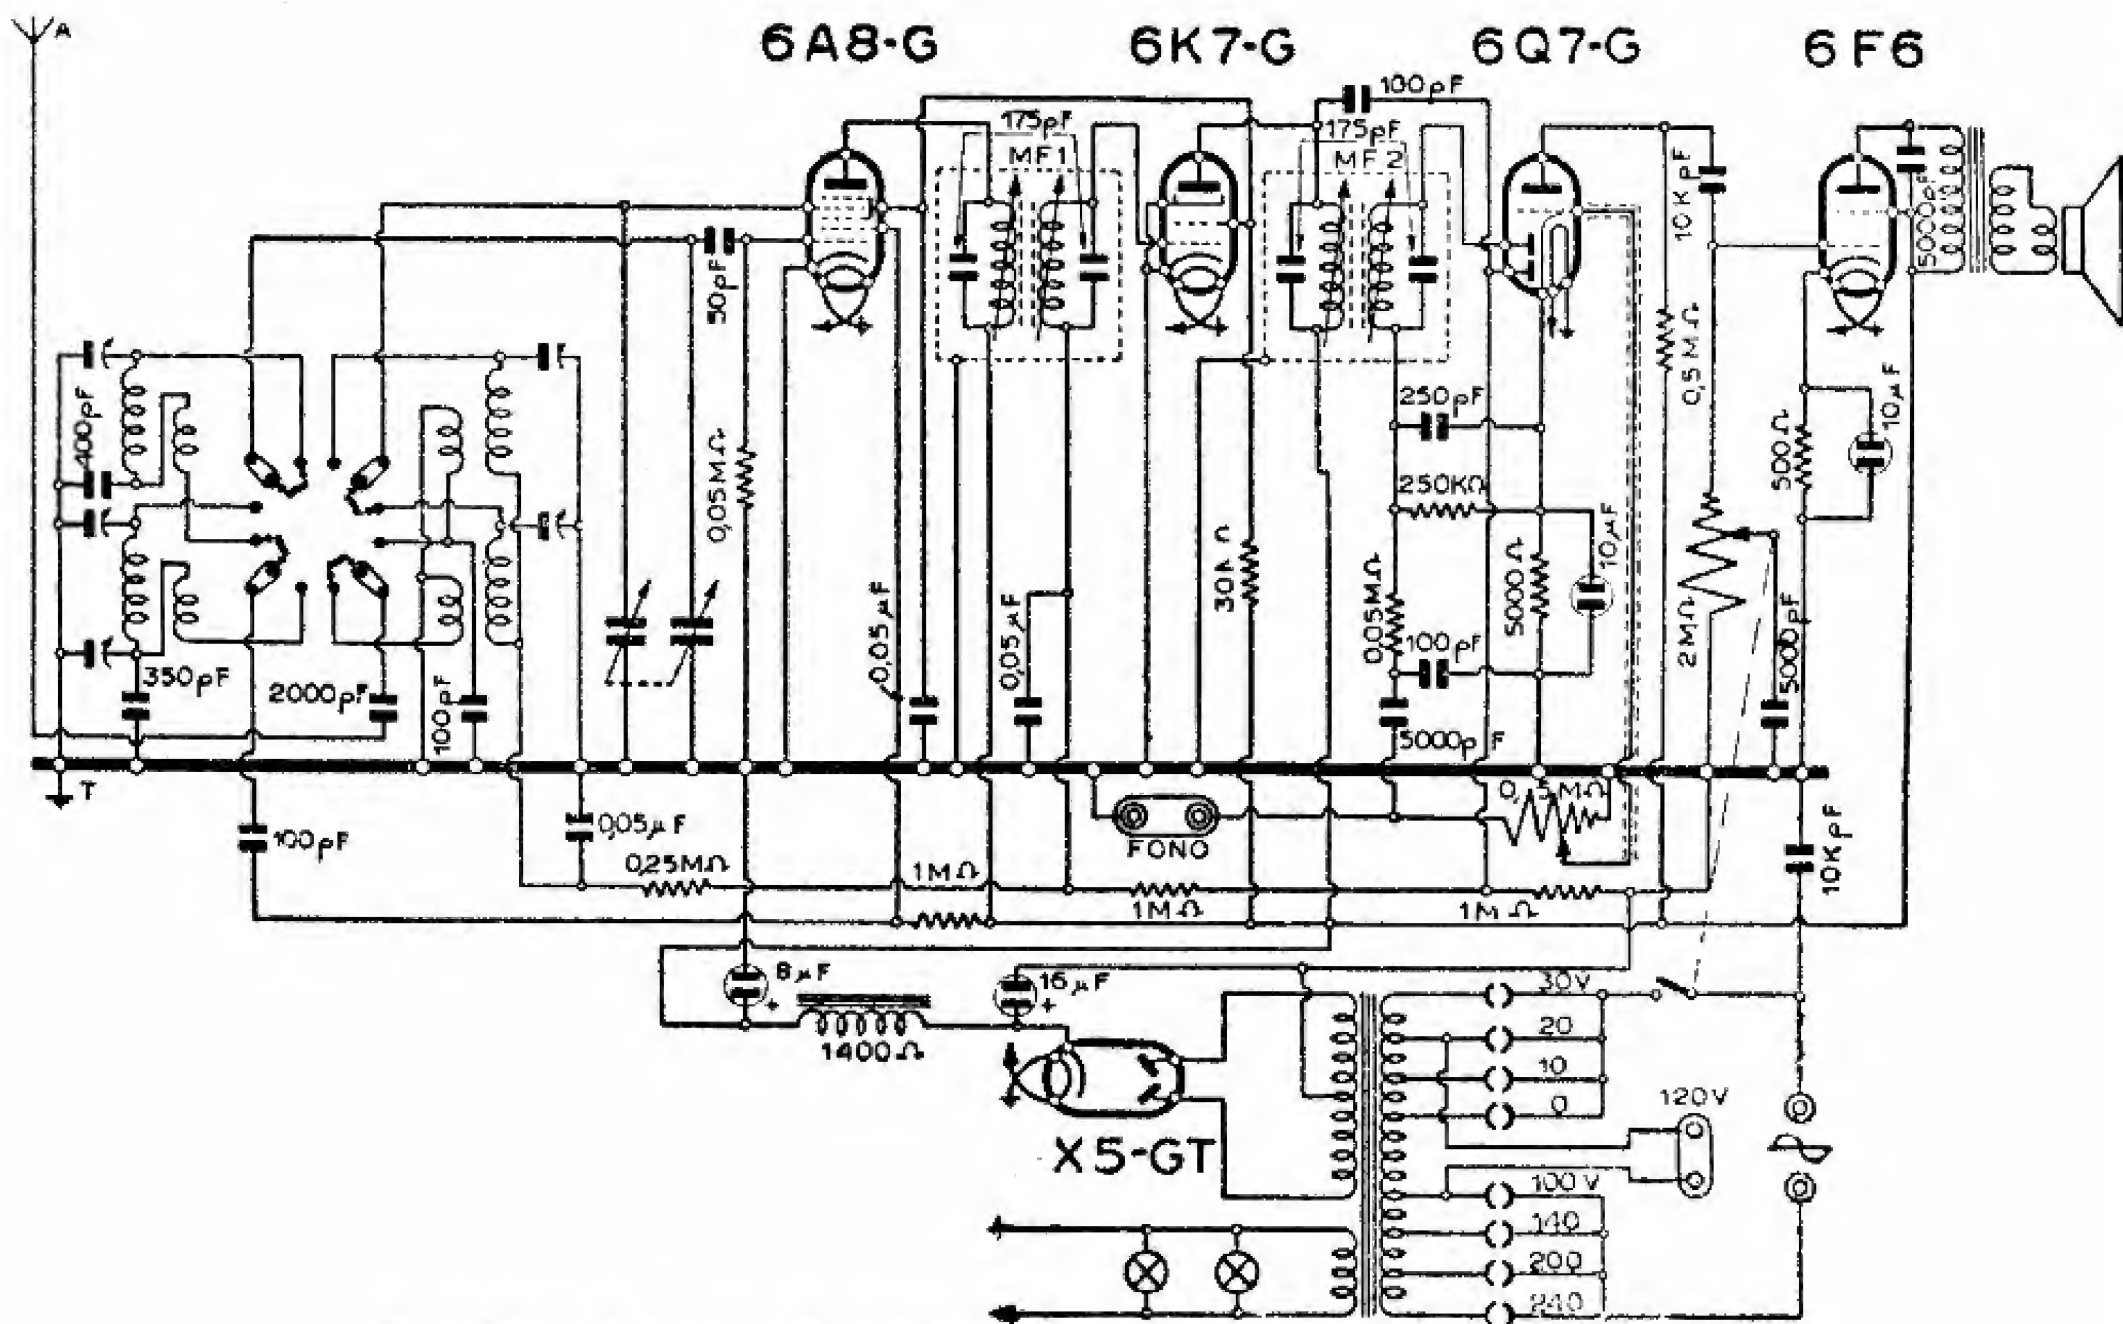 6A8-G 6K7-G 6Q7-G 6F6
A
100pF
175pF
175pF
MF1
MF2
10KpF
5000pF
50pF
400pF
250pF
0,5MΩ
500Ω
10µF
0,05MΩ
250KΩ
10µF
30KΩ
5000Ω
0,05MΩ
0,05µF
0,05µF
100pF
2MΩ
5000pF
350pF
2000pF
100pF
5000pF
T
0,5MΩ
100pF
0,05µF
FONO
10KpF
0,25MΩ
1MΩ
1MΩ
1MΩ
8µF
+
16µF
+
30V
20
1400Ω
10
0
120V
X5-GT
100V
140
200
240